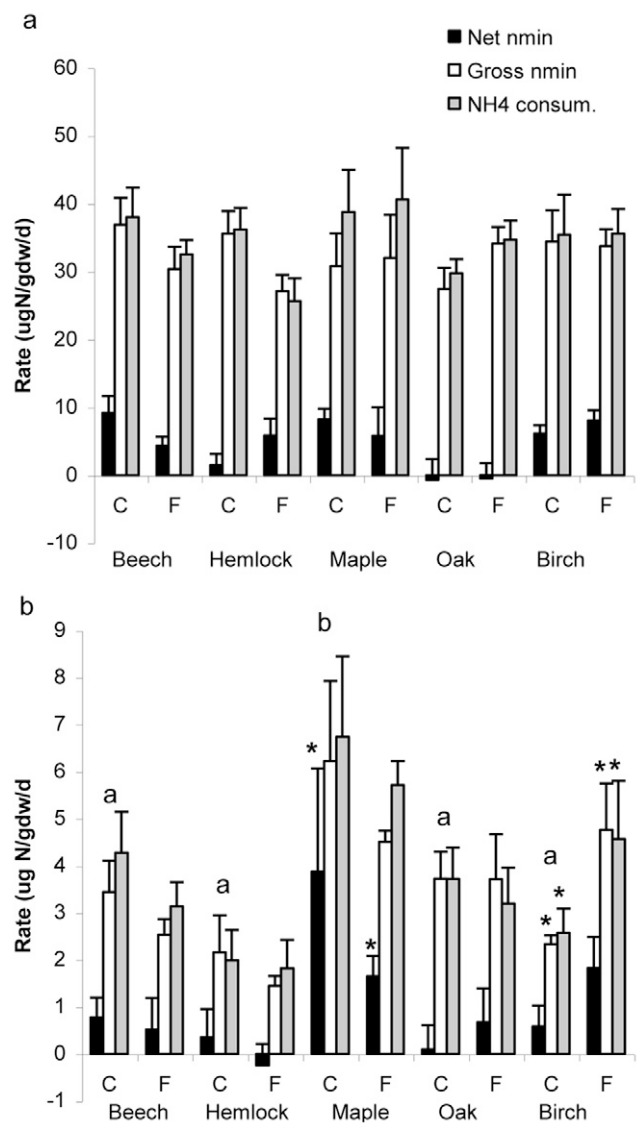 a
Net nmin
Gross nmin
NH4 consum.
Rate (ugN/gdw/d)
60
50
40
30
20
10
0
-10
C F C F C F C F C F
Beech Hemlock Maple Oak Birch
b
Rate (ug N/gdw/d
9
8
7
6
5
4
3
2
1
0
-1
b
* **
a a a
* *
*
C F C F C F C F C F
Beech Hemlock Maple Oak Birch